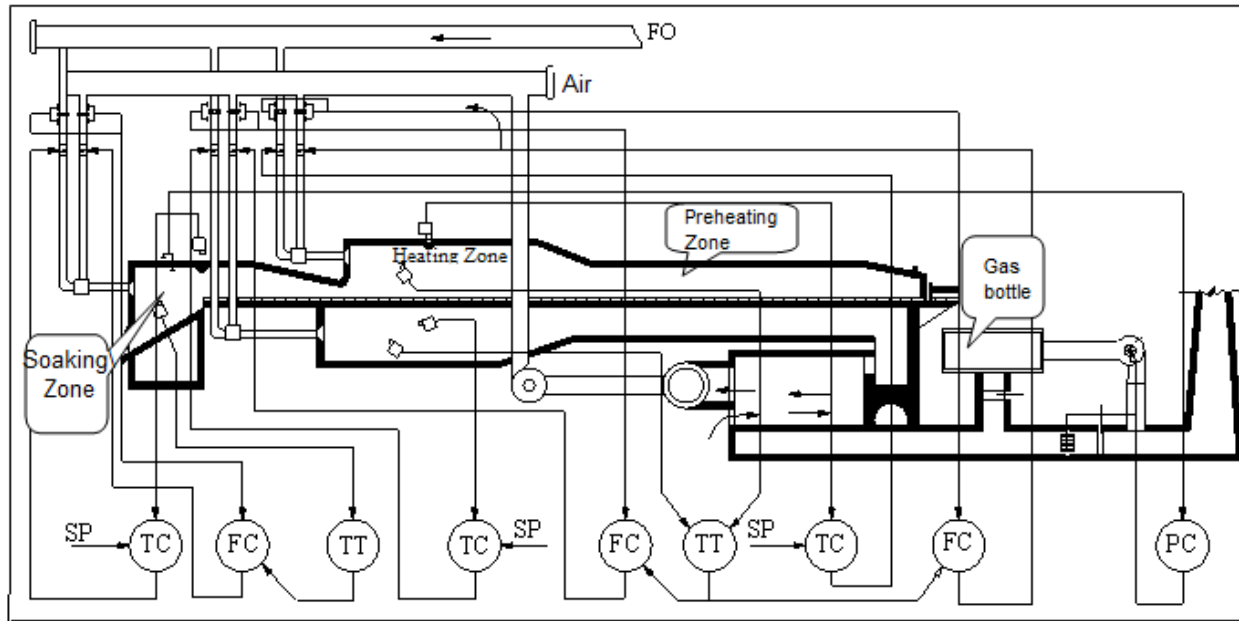 FO
Air
Preheating
Zone
Heating Zone
Gas
bottle
Soaking
Zone
SP
TC
FC
TT
TC
SP
FC
TT
SP
TC
FC
PC